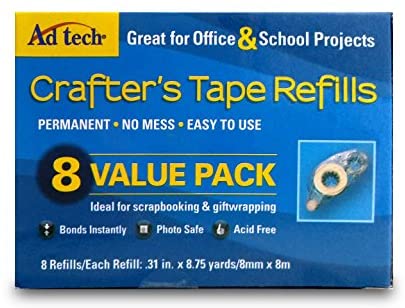 Ad tech®
Great for Office & School Projects
Crafter's Tape Refills
PERMANENT • NO MESS • EASY TO USE
8 VALUE PACK
Ideal for scrapbooking & giftwrapping
Bonds Instantly Photo Safe Acid Free
8 Refills/Each Refill: .31 in. x 8.75 yards/8mm x 8m